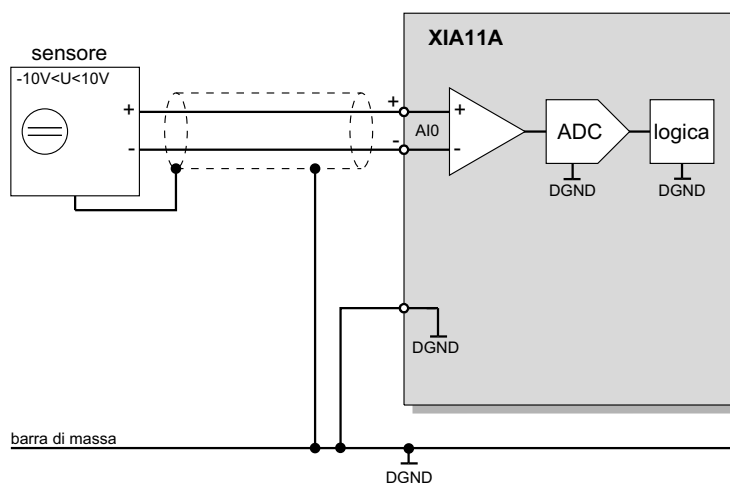 XIA11A
sensore
-10V<U<10V
+
-
+
-
AI0
+
-
ADC
logica
DGND
DGND
DGND
barra di massa
DGND